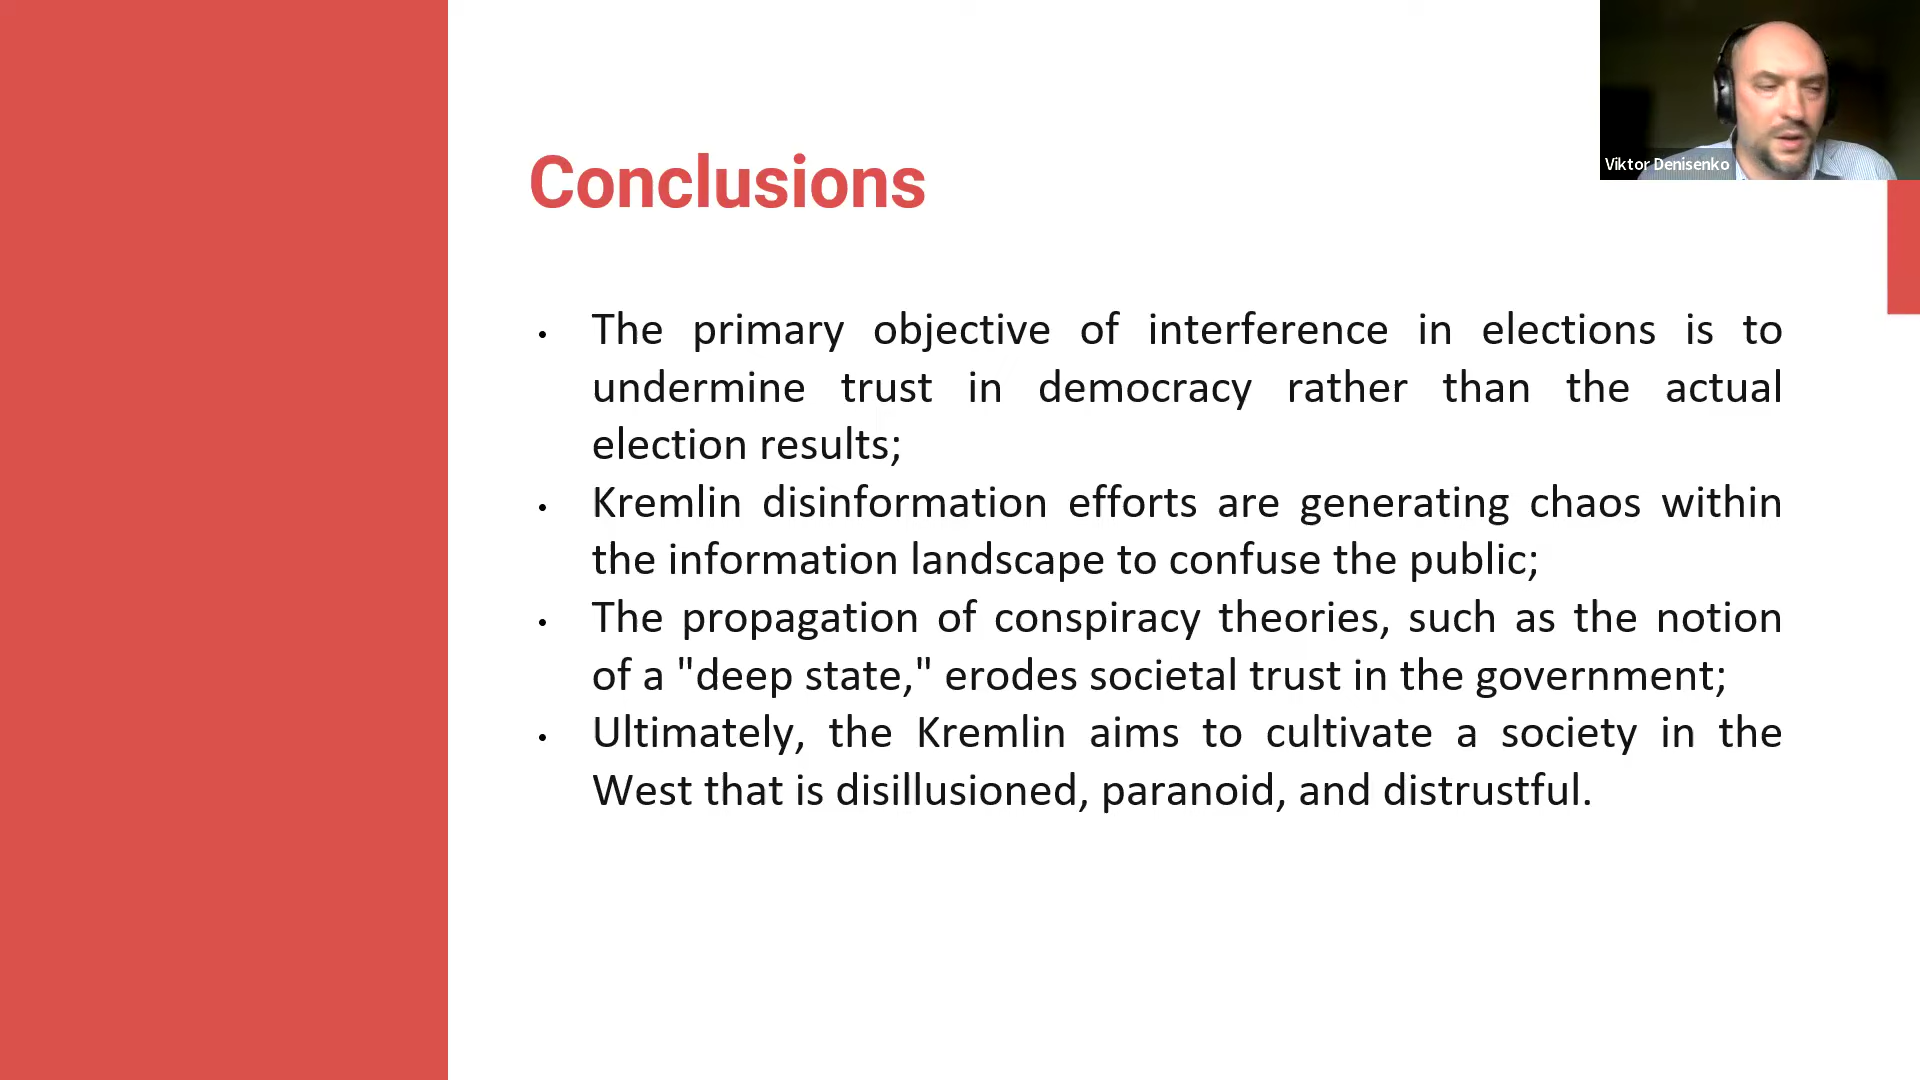 Viktor Denisenko
Conclusions
• The primary objective of interference in elections is to
undermine trust in democracy rather than the actual
election results;
• Kremlin disinformation efforts are generating chaos within
the information landscape to confuse the public;
• The propagation of conspiracy theories, such as the notion
of a "deep state," erodes societal trust in the government;
• Ultimately, the Kremlin aims to cultivate a society in the
West that is disillusioned, paranoid, and distrustful.